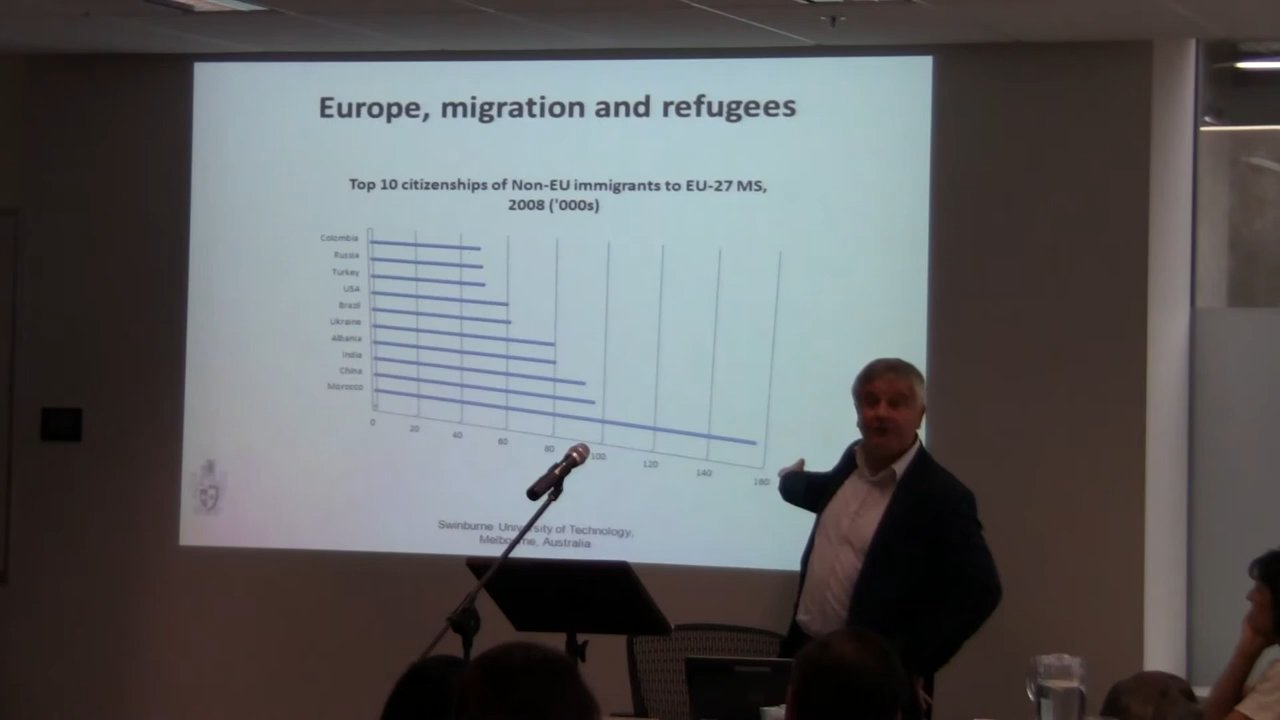 Europe, migration and refugees
Top 10 citizenships of Non-EU immigrants to EU-27 MS,
2008 ('000s)
Colombia
Russia
Turkey
USA
Brazil
Ukraine
Albania
India
China
Morocco
0 20 40 60 80 100 120 140 160
Swinburne University of Technology,
Melbourne, Australia